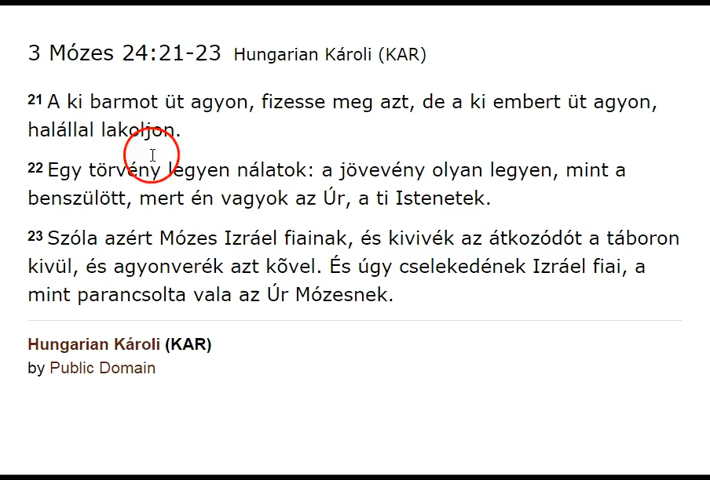 3 Mózes 24:21-23 Hungarian Károli (KAR)
21 A ki barmot üt agyon, fizesse meg azt, de a ki embert üt agyon,
halállal lakoljon.
22 Egy törvény legyen nálatok: a jövevény olyan legyen, mint a
benszülött, mert én vagyok az Úr, a ti Istenetek.
23 Szóla azért Mózes Izráel fiainak, és kivivék az átkozódót a táboron
kivül, és agyonverék azt kõvel. És úgy cselekedének Izráel fiai, a
mint parancsolta vala az Úr Mózesnek.
Hungarian Károli (KAR)
by Public Domain